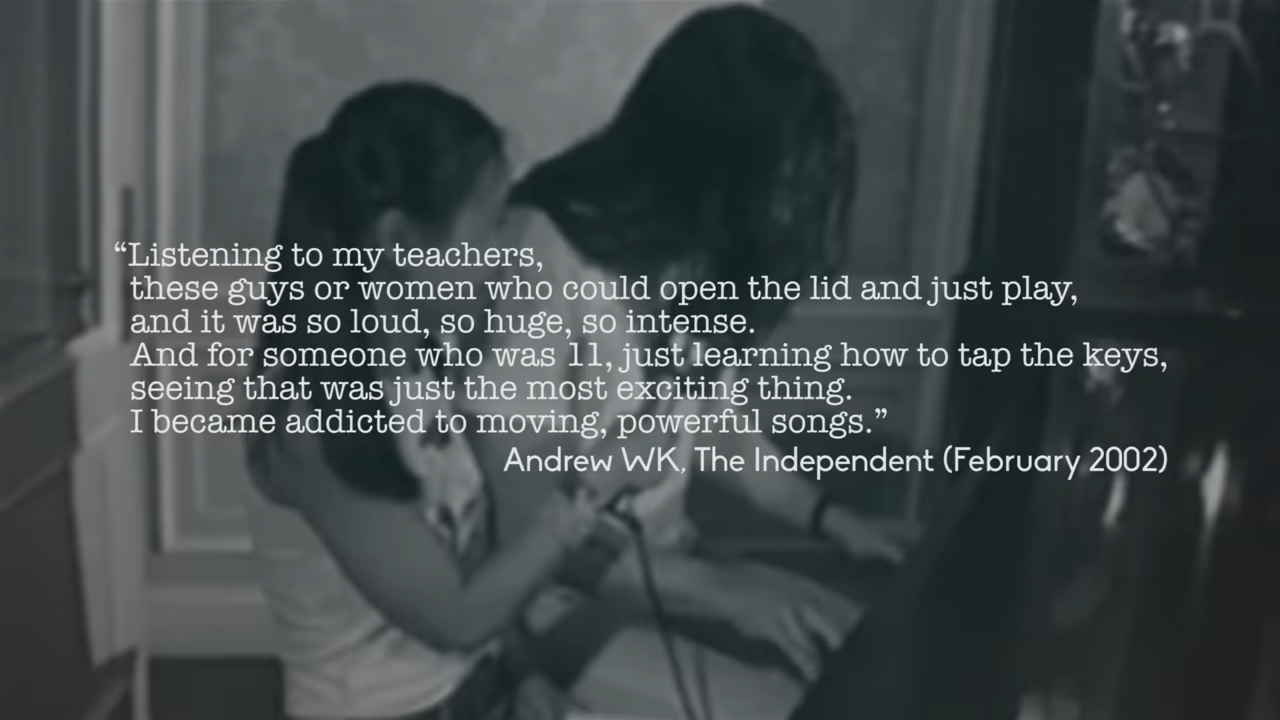 “Listening to my teachers,
these guys or women who could open the lid and just play,
and it was so loud, so huge, so intense.
And for someone who was 11, just learning how to tap the keys,
seeing that was just the most exciting thing.
I became addicted to moving, powerful songs.”
Andrew WK, The Independent (February 2002)